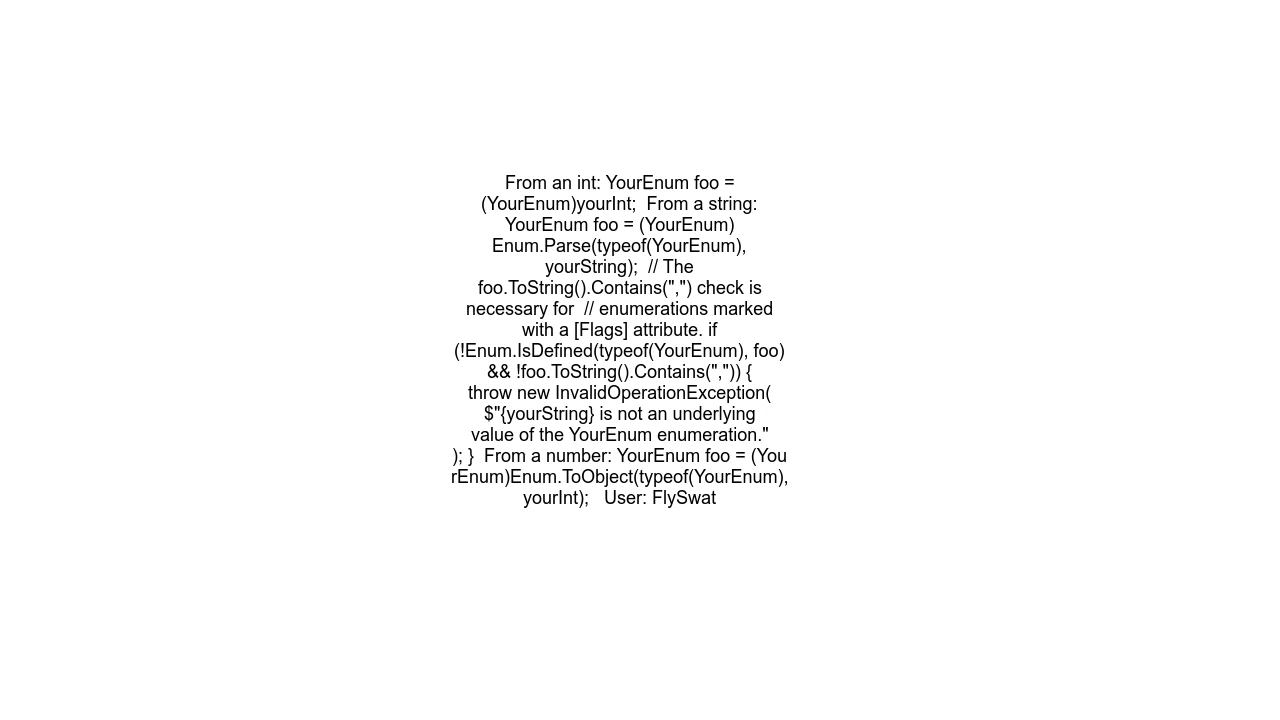 From an int: YourEnum foo =
(YourEnum)yourInt;  From a string:
YourEnum foo = (YourEnum)
Enum.Parse(typeof(YourEnum),
yourString);  // The
foo.ToString().Contains(",") check is
necessary for  // enumerations marked
with a [Flags] attribute. if
(!Enum.IsDefined(typeof(YourEnum), foo)
&& !foo.ToString().Contains(",")) {
throw new InvalidOperationException(
$"{yourString} is not an underlying
value of the YourEnum enumeration."
); }  From a number: YourEnum foo = (You
rEnum)Enum.ToObject(typeof(YourEnum),
yourInt);   User: FlySwat